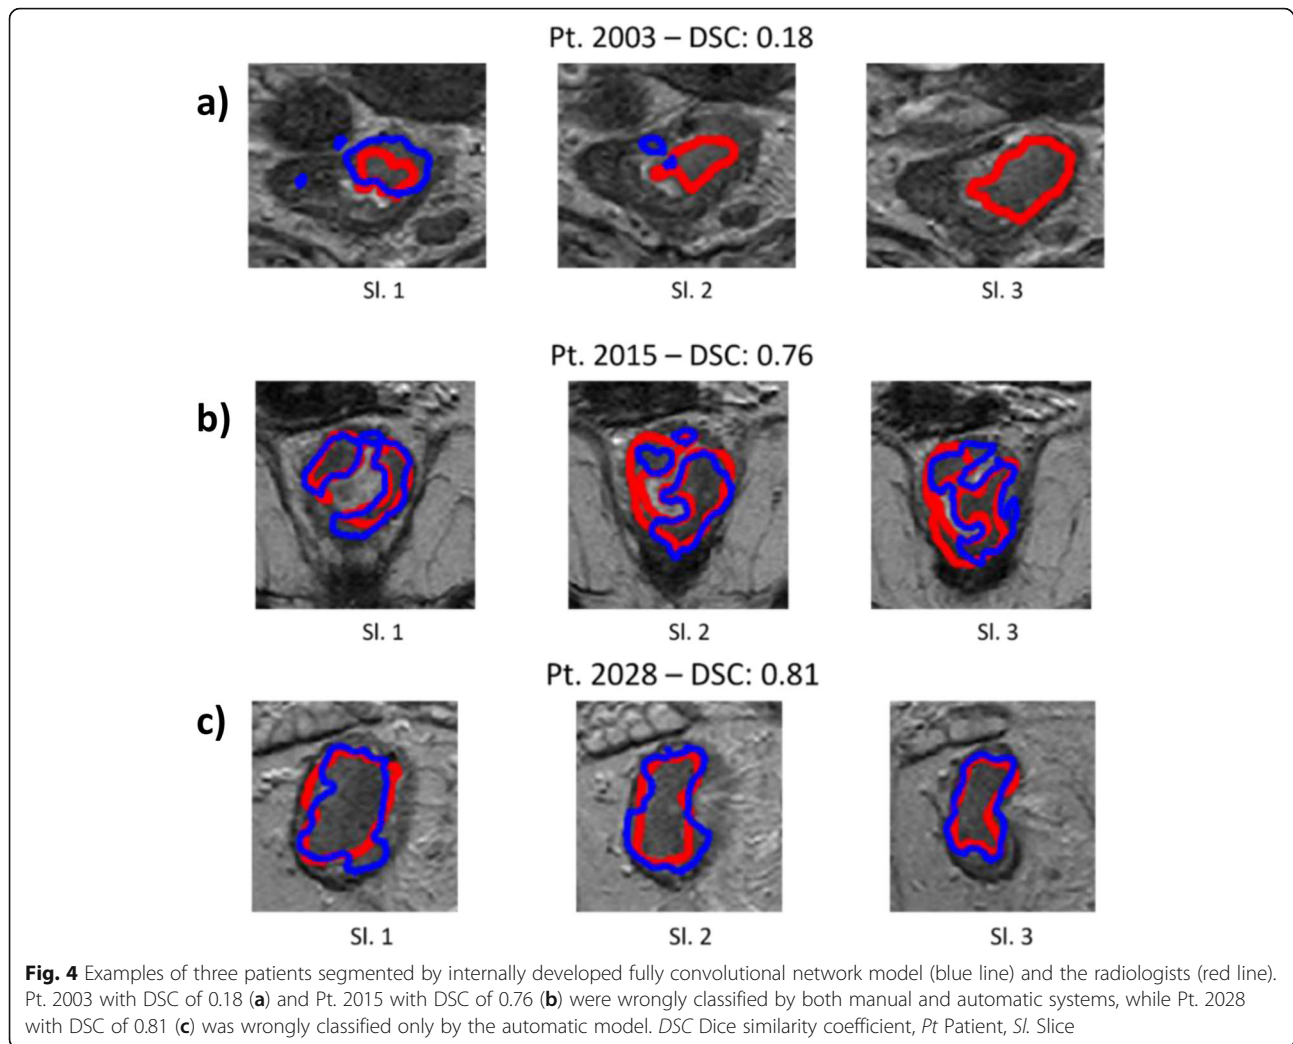 Pt. 2003 – DSC: 0.18
a)
Sl. 1
Sl. 2
Sl. 3
Pt. 2015 – DSC: 0.76
b)
Sl. 1
Sl. 2
Sl. 3
Pt. 2028 – DSC: 0.81
c)
Sl. 1
Sl. 2
Sl. 3
Fig. 4 Examples of three patients segmented by internally developed fully convolutional network model (blue line) and the radiologists (red line).
Pt. 2003 with DSC of 0.18 (a) and Pt. 2015 with DSC of 0.76 (b) were wrongly classified by both manual and automatic systems, while Pt. 2028
with DSC of 0.81 (c) was wrongly classified only by the automatic model. DSC Dice similarity coefficient, Pt Patient, Sl. Slice